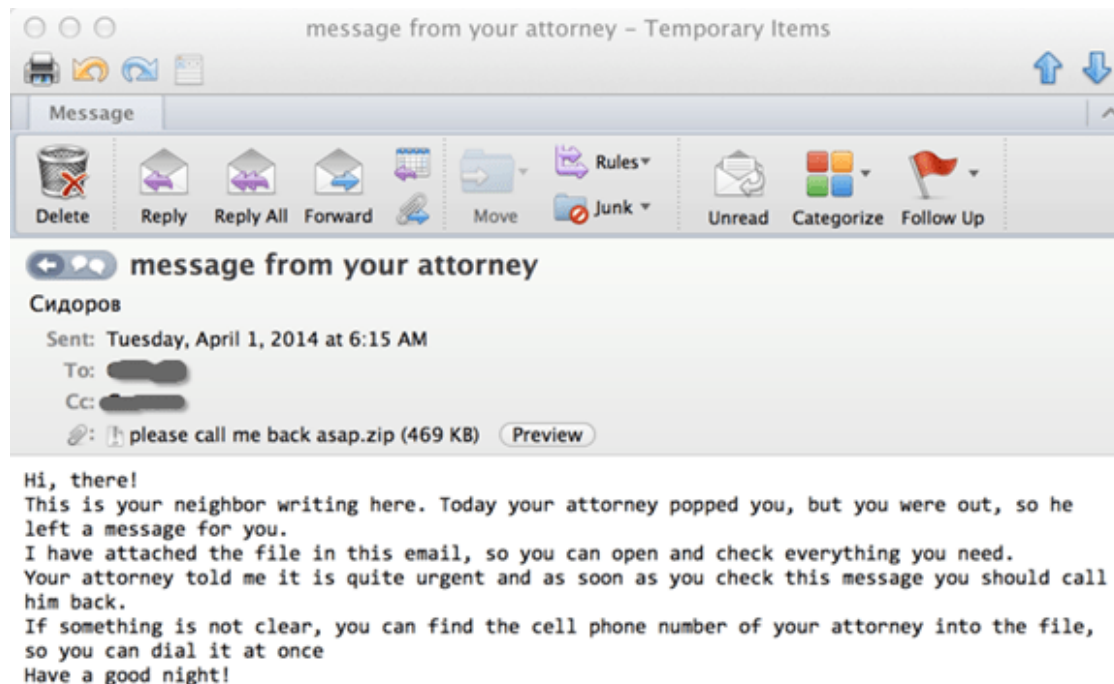 message from your attorney – Temporary Items
Message
Delete
Reply
Reply All
Forward
Move
Rules
Junk
Unread
Categorize
Follow Up
message from your attorney
Сидоров
Sent: Tuesday, April 1, 2014 at 6:15 AM
To:
Cc:
: please call me back asap.zip (469 KB) Preview
Hi, there!
This is your neighbor writing here. Today your attorney popped you, but you were out, so he
left a message for you.
I have attached the file in this email, so you can open and check everything you need.
Your attorney told me it is quite urgent and as soon as you check this message you should call
him back.
If something is not clear, you can find the cell phone number of your attorney into the file,
so you can dial it at once
Have a good night!